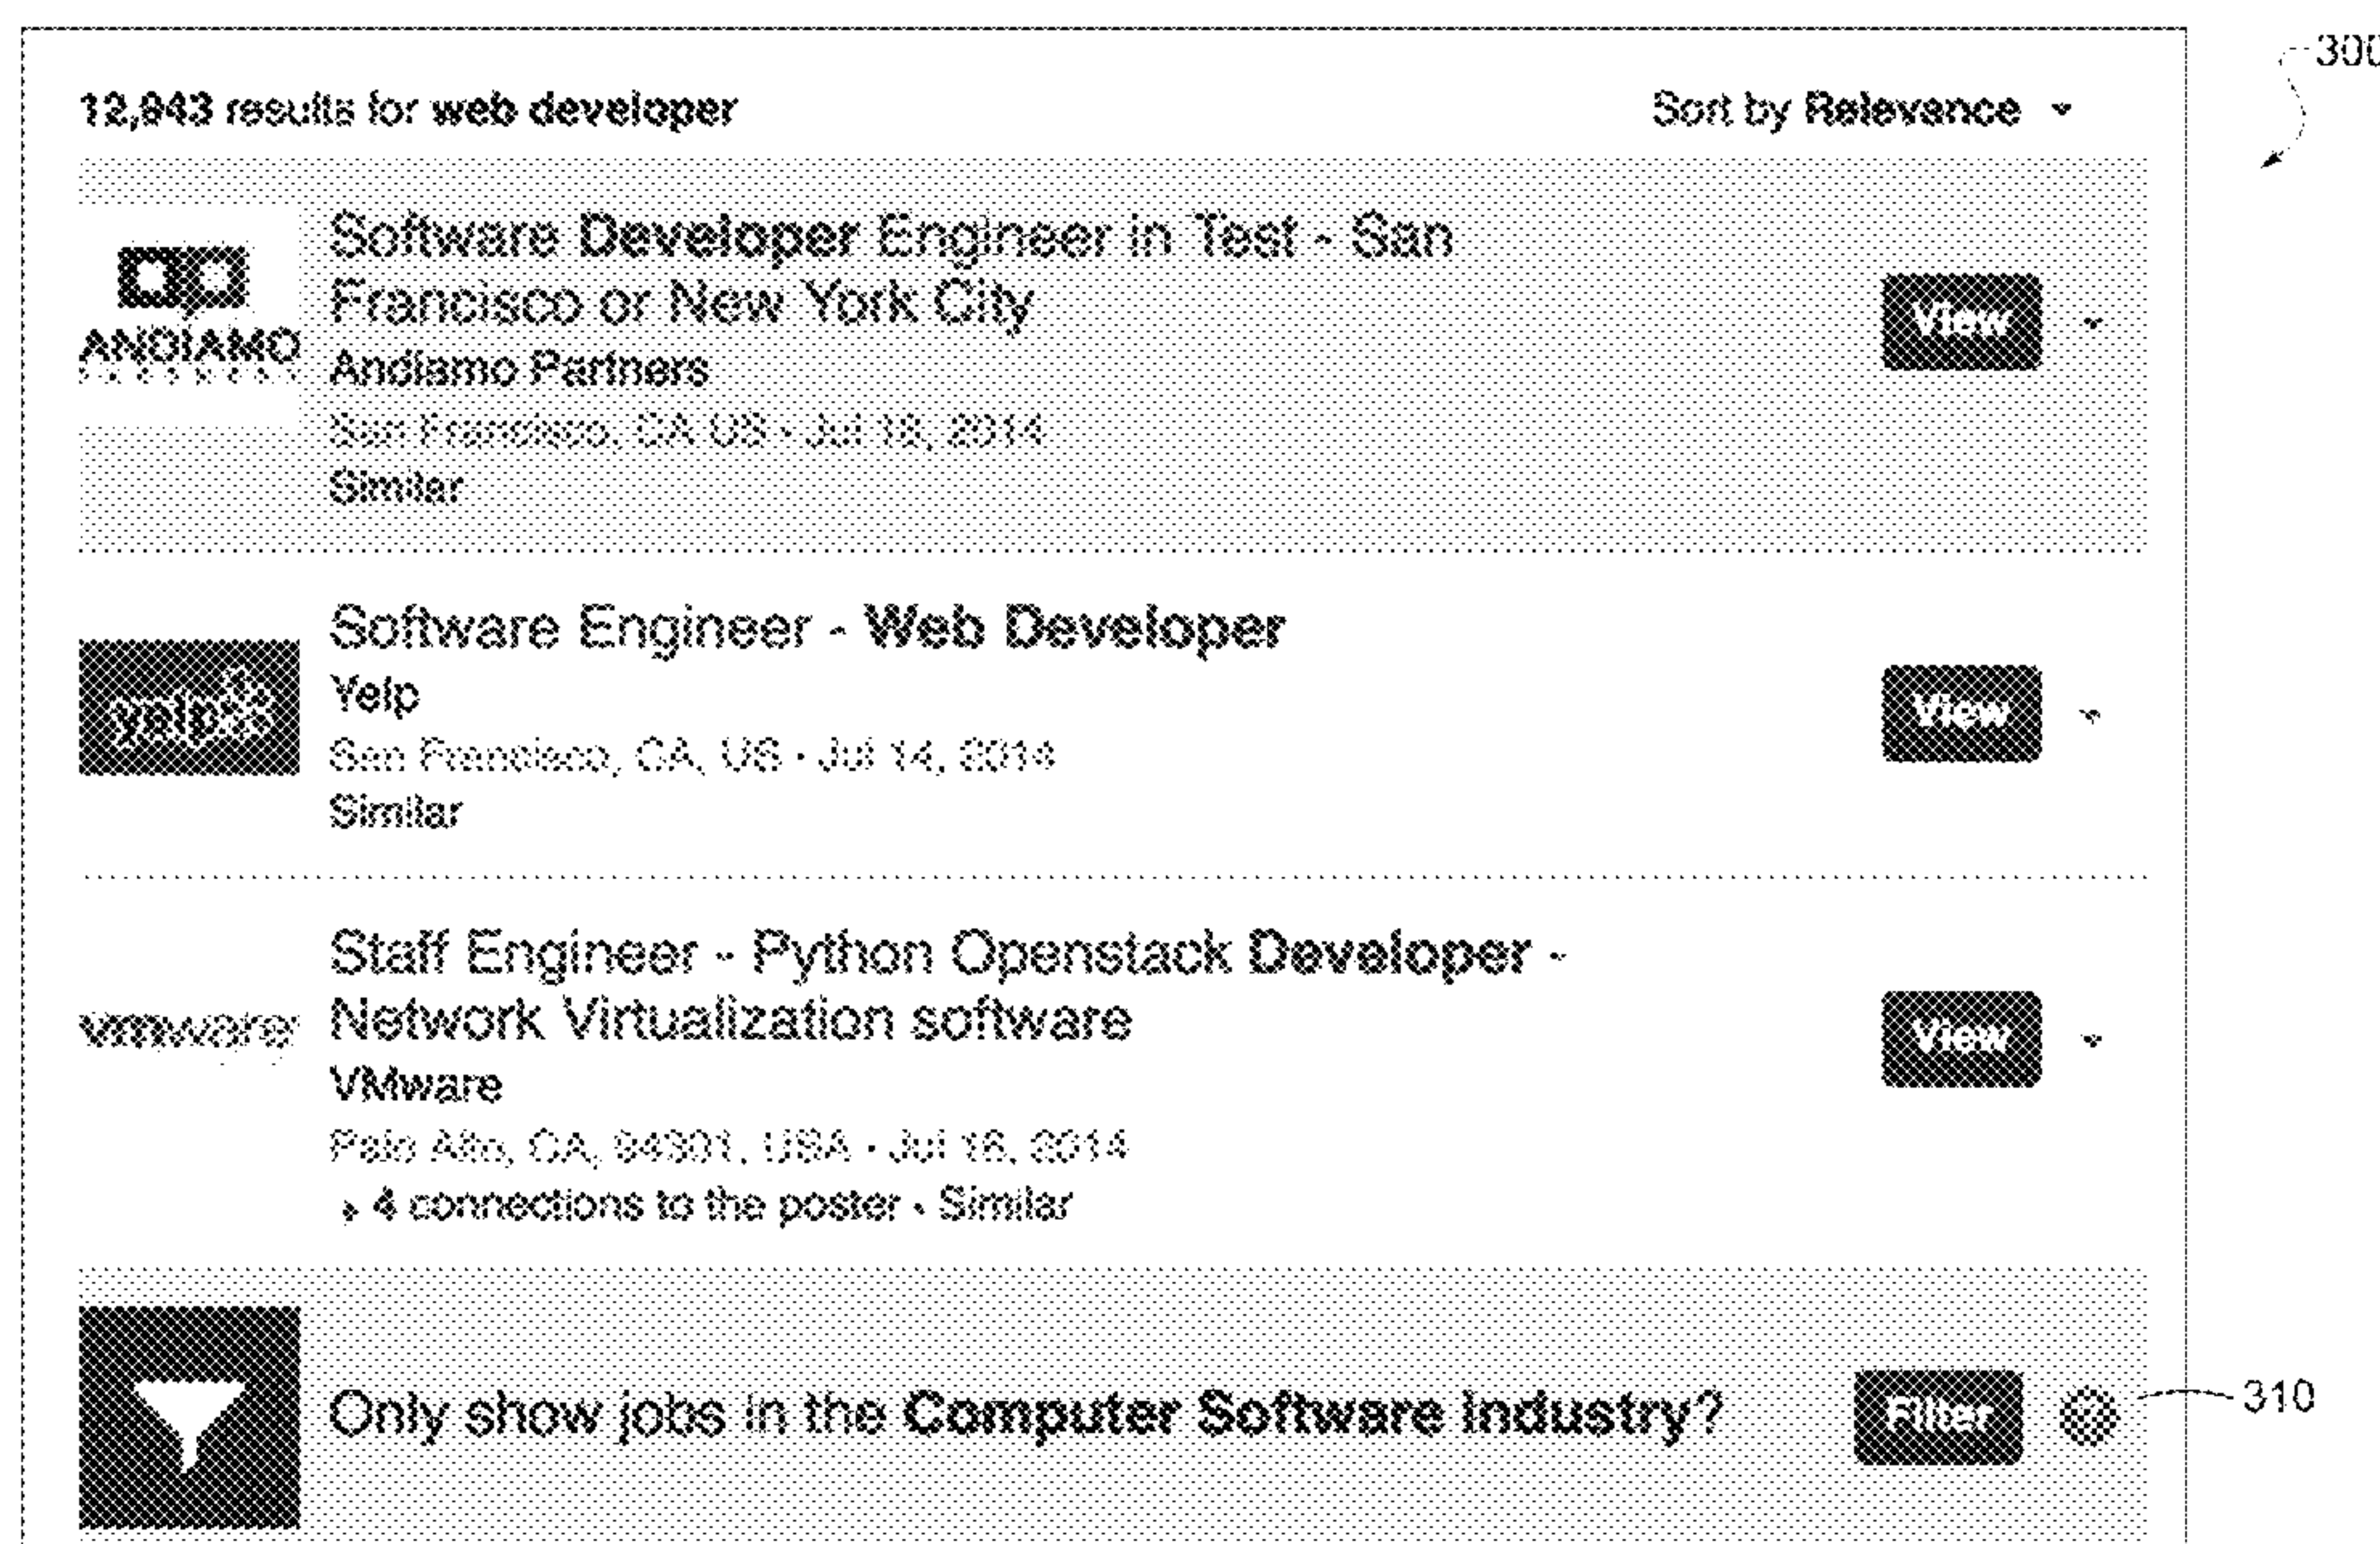 300
12,943 results for web developer Sort by Relevance
ANDIAMO
Software Developer Engineer in Test - San
Francisco or New York City
Andiamo Partners
San Francisco, CA US · Jul 18, 2014
Similar
View
yelp
Software Engineer - Web Developer
Yelp
San Francisco, CA, US · Jul 14, 2014
Similar
View
vmware
Staff Engineer - Python Openstack Developer -
Network Virtualization software
VMware
Palo Alto, CA, 94301, USA · Jul 16, 2014
4 connections to the poster · Similar
View
Only show jobs in the Computer Software Industry?
Filter
310